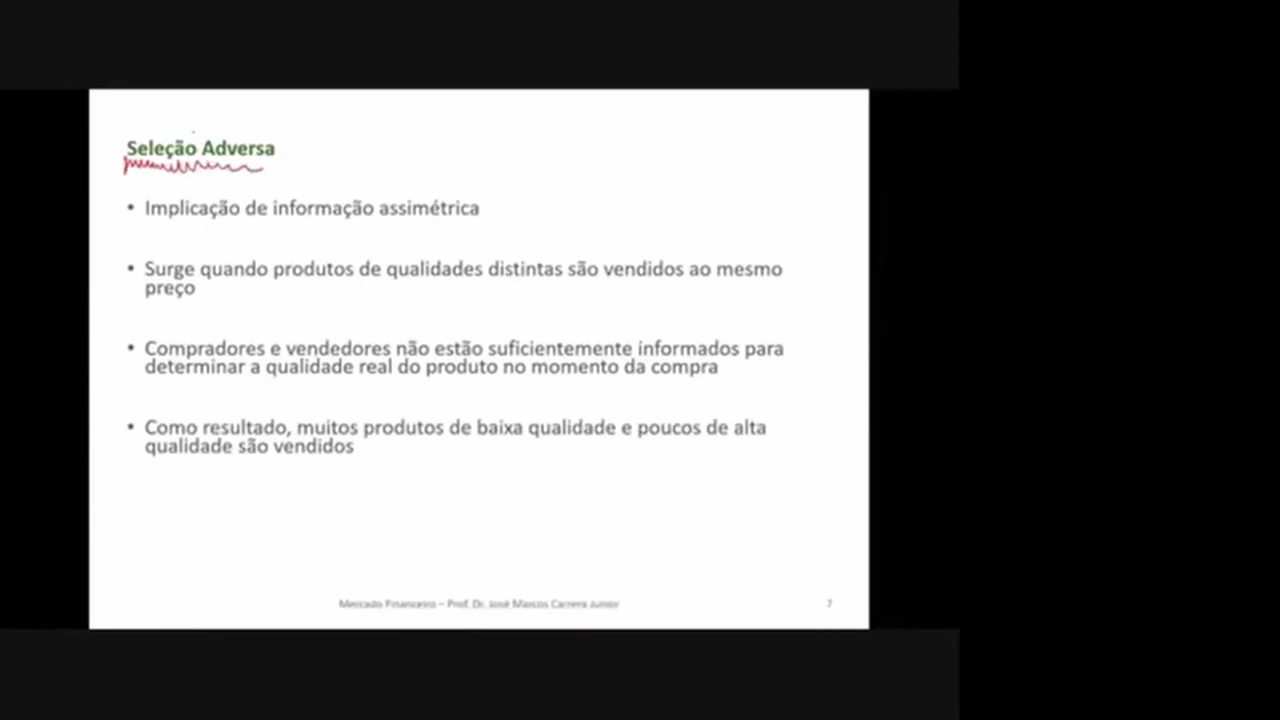 Seleção Adversa
• Implicação de informação assimétrica
• Surge quando produtos de qualidades distintas são vendidos ao mesmo
preço
• Compradores e vendedores não estão suficientemente informados para
determinar a qualidade real do produto no momento da compra
• Como resultado, muitos produtos de baixa qualidade e poucos de alta
qualidade são vendidos
Mercado Financeiro – Prof. Dr. José Marcos Carrera Junior
7